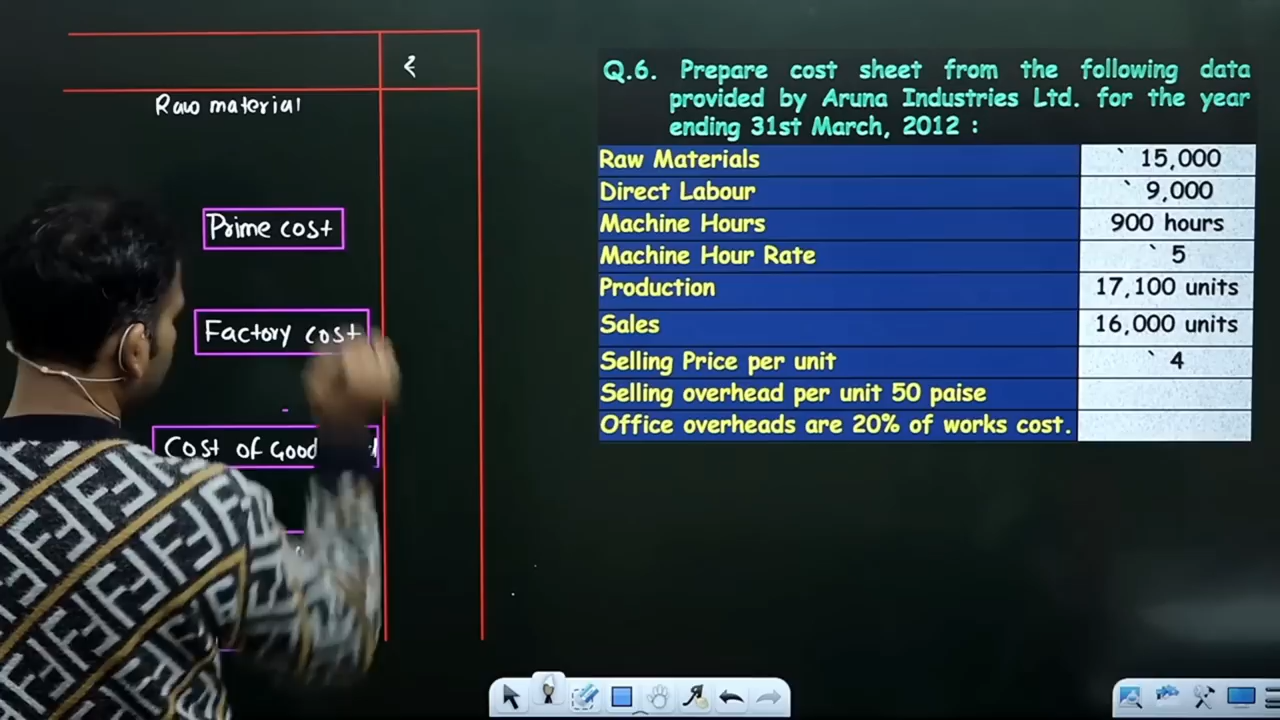 ₹
Raw material
Prime cost
Factory cost
Cost of Good
Q.6. Prepare cost sheet from the following data
provided by Aruna Industries Ltd. for the year
ending 31st March, 2012 :
Raw Materials ` 15,000
Direct Labour ` 9,000
Machine Hours 900 hours
Machine Hour Rate ` 5
Production 17,100 units
Sales 16,000 units
Selling Price per unit ` 4
Selling overhead per unit 50 paise
Office overheads are 20% of works cost.